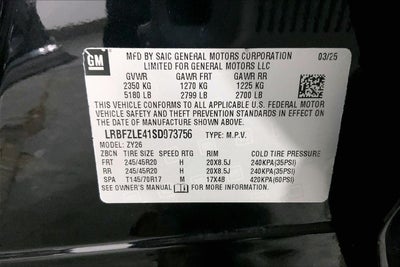 GM
MFD BY SAIC GENERAL MOTORS CORPORATION 03/25
LIMITED FOR GENERAL MOTORS LLC
GVWR GAWR FRT GAWR RR
2350 KG 1270 KG 1225 KG
5180 LB 2799 LB 2700 LB
THIS VEHICLE CONFORMS TO ALL APPLICABLE U.S. FEDERAL MOTOR
VEHICLE SAFETY AND THEFT PREVENTION STANDARDS IN EFFECT
ON THE DATE OF MANUFACTURE SHOWN ABOVE.
LRBFZLE41SD073756 TYPE: M.P.V.
MODEL: ZY26
ZBCN TIRE SIZE SPEED RTG RIM COLD TIRE PRESSURE
FRT 245/45R20 H 20X8.5J 240KPA(35PSI)
RR 245/45R20 H 20X8.5J 240KPA(35PSI)
SPA T145/70R17 M 17X4B 420KPA(60PSI)
SEE OWNER'S MANUAL FOR MORE INFORMATION.